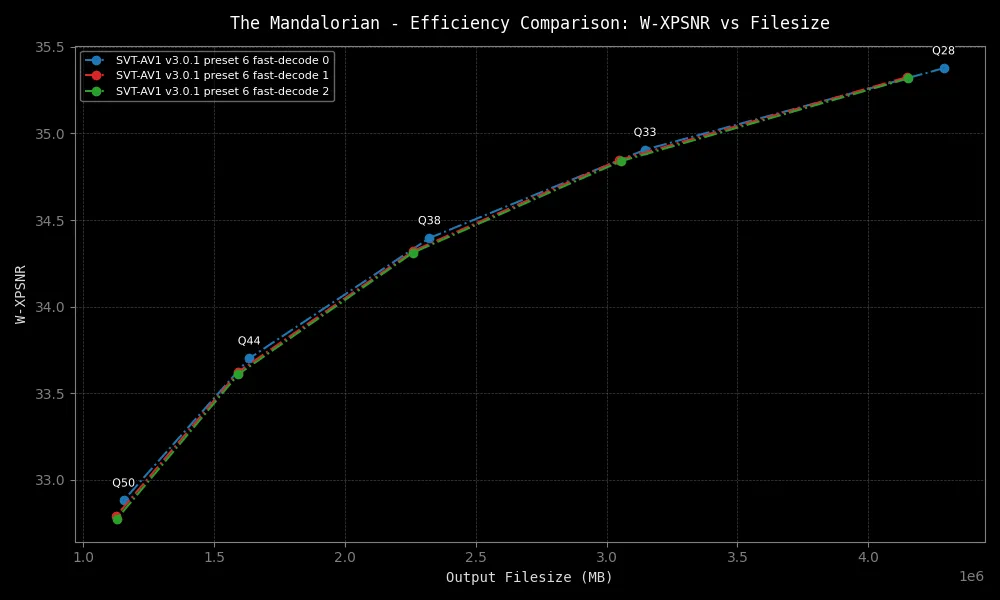 The Mandalorian - Efficiency Comparison: W-XPSNR vs Filesize
SVT-AV1 v3.0.1 preset 6 fast-decode 0
SVT-AV1 v3.0.1 preset 6 fast-decode 1
SVT-AV1 v3.0.1 preset 6 fast-decode 2
Q28
Q33
Q38
Q44
Q50
35.5
35.0
34.5
34.0
33.5
33.0
W-XPSNR
1.0 1.5 2.0 2.5 3.0 3.5 4.0
1e6
Output Filesize (MB)